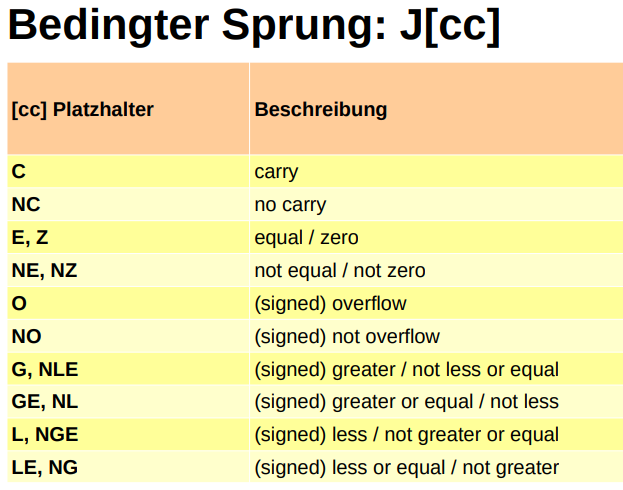 Bedingter Sprung: J[cc]
[cc] Platzhalter Beschreibung
C carry
NC no carry
E, Z equal / zero
NE, NZ not equal / not zero
O (signed) overflow
NO (signed) not overflow
G, NLE (signed) greater / not less or equal
GE, NL (signed) greater or equal / not less
L, NGE (signed) less / not greater or equal
LE, NG (signed) less or equal / not greater